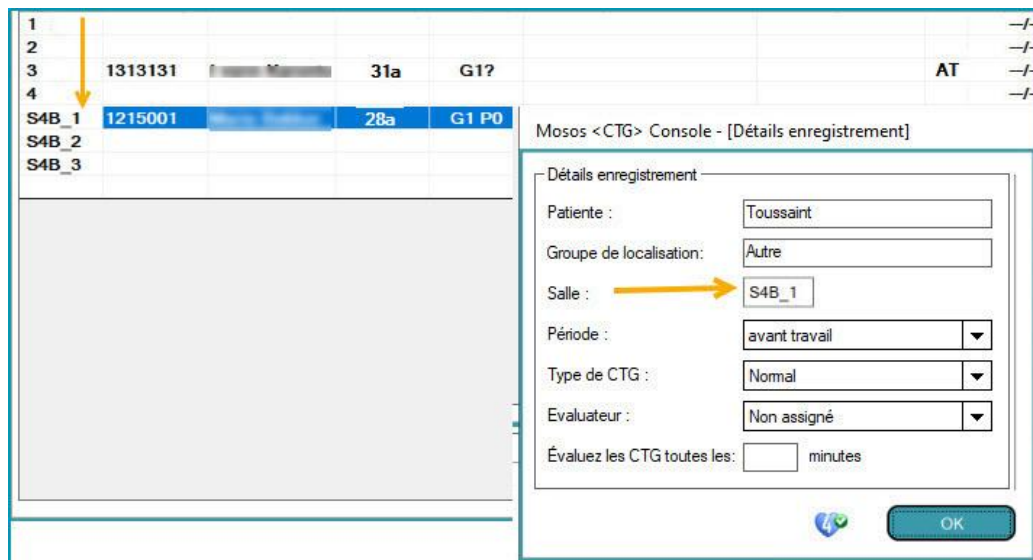 1 —/-
2 —/-
3 1313131 31a G1? AT —/-
4 —/-
S4B_1 1215001 28a G1 P0
S4B_2
S4B_3
Mosos <CTG> Console - [Détails enregistrement]
Détails enregistrement
Patiente : Toussaint
Groupe de localisation: Autre
Salle : S4B_1
Période : avant travail
Type de CTG : Normal
Evaluateur : Non assigné
Évaluez les CTG toutes les: minutes
4
OK